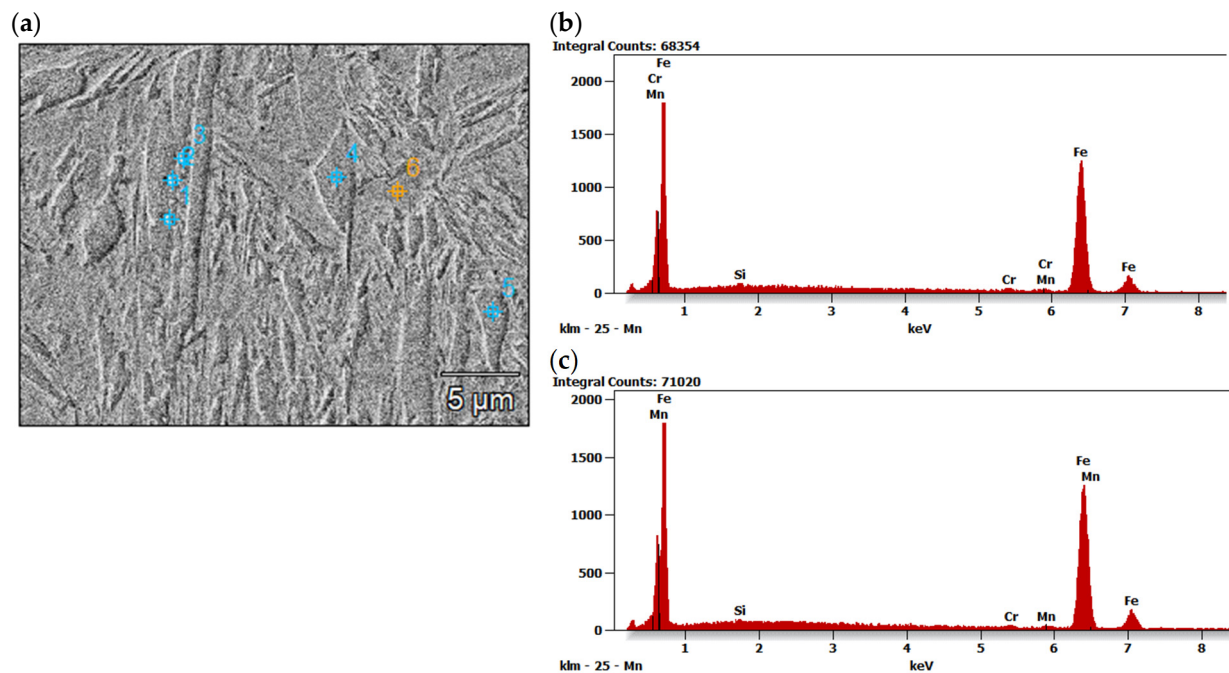 (a)
3
2
1
4
6
5
5 µm
(b)
Integral Counts: 68354
Fe
Cr
Mn
2000
1500
1000
500
0
Si
Cr
Cr
Mn
Fe
Fe
1 2 3 4 5 6 7 8
klm - 25 - Mn
keV
(c)
Integral Counts: 71020
Fe
Mn
2000
1500
1000
500
0
Si
Cr
Mn
Fe
Mn
Fe
1 2 3 4 5 6 7 8
klm - 25 - Mn
keV